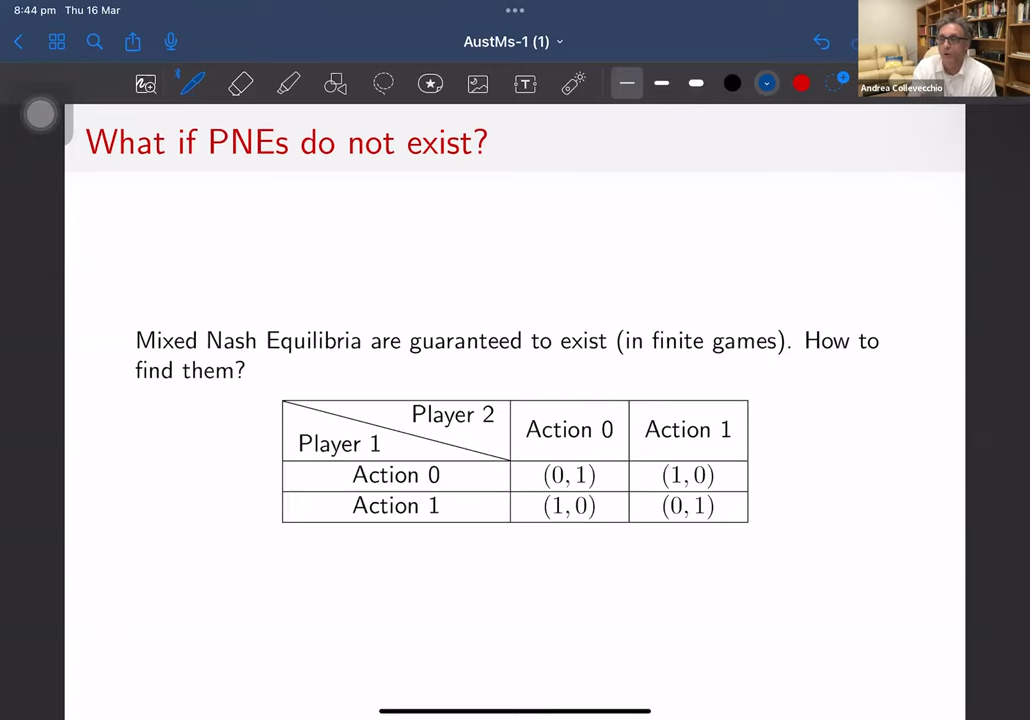 8:44 pm Thu 16 Mar
AustMs-1 (1)
Andrea Collevecchio
What if PNEs do not exist?
Mixed Nash Equilibria are guaranteed to exist (in finite games). How to
find them?
Player 2
Player 1
Action 0 Action 1
Action 0 (0, 1) (1, 0)
Action 1 (1, 0) (0, 1)